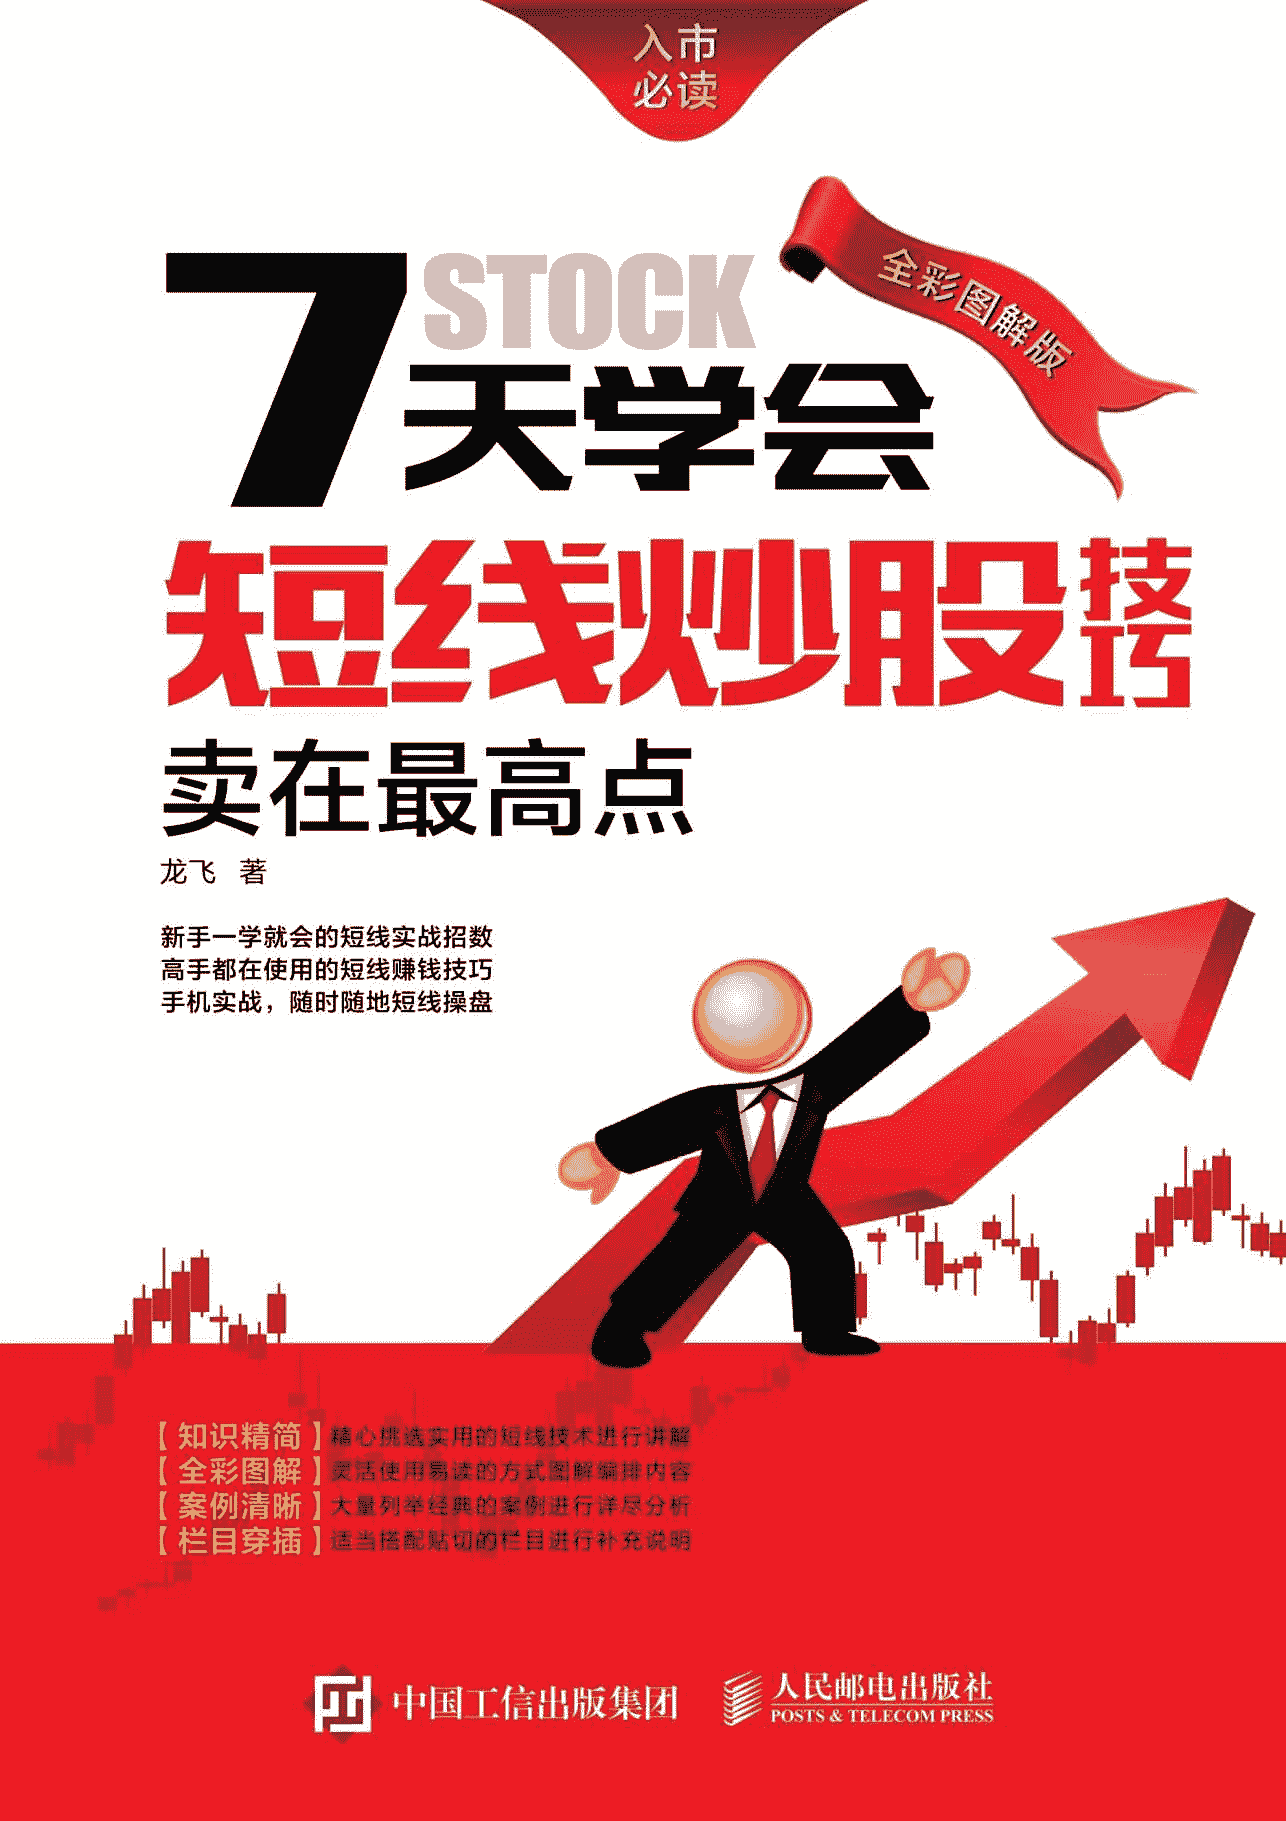 入市
必读
全彩图解版
STOCK
7天学会
短线炒股技巧
卖在最高点
龙飞 著
新手一学就会的短线实战招数
高手都在使用的短线赚钱技巧
手机实战，随时随地短线操盘
【知识精简】精心挑选实用的短线技术进行讲解
【全彩图解】灵活使用易读的方式图解编排内容
【案例清晰】大量列举经典的案例进行详尽分析
【栏目穿插】适当搭配贴切的栏目进行补充说明
中国工信出版集团
人民邮电出版社
POSTS & TELECOM PRESS